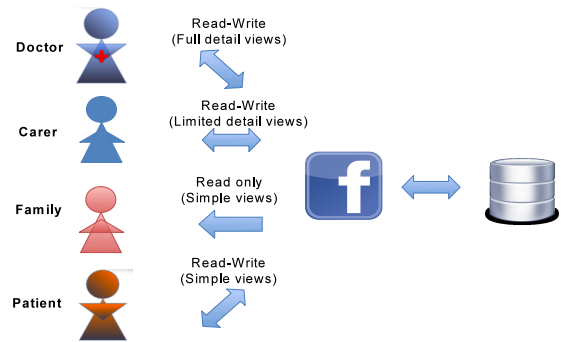 Read-Write
(Full detail views)
Doctor
Read-Write
(Limited detail views)
Carer
Read only
(Simple views)
Family
f
Read-Write
(Simple views)
Patient